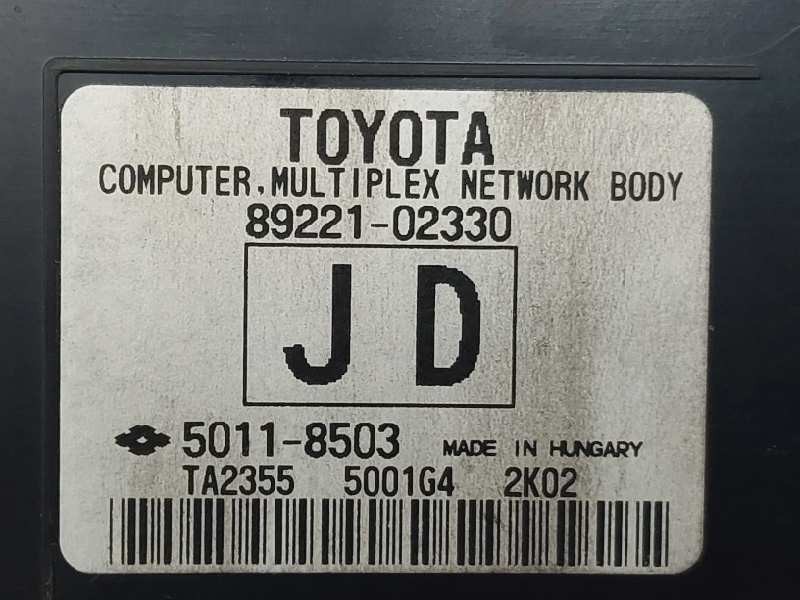 TOYOTA
COMPUTER,MULTIPLEX NETWORK BODY
89221-02330
JD
5011-8503 MADE IN HUNGARY
TA2355 5001G4 2K02